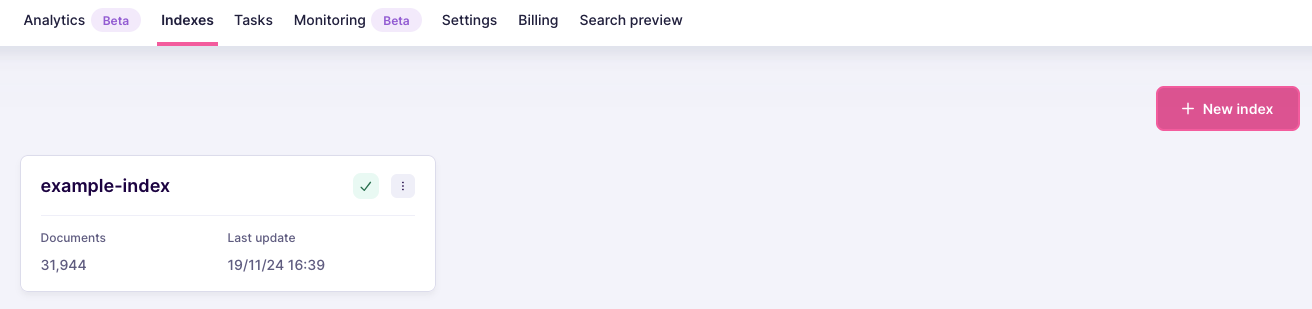 Analytics Beta Indexes Tasks Monitoring Beta Settings Billing Search preview
+ New index
example-index
Documents Last update
31,944 19/11/24 16:39